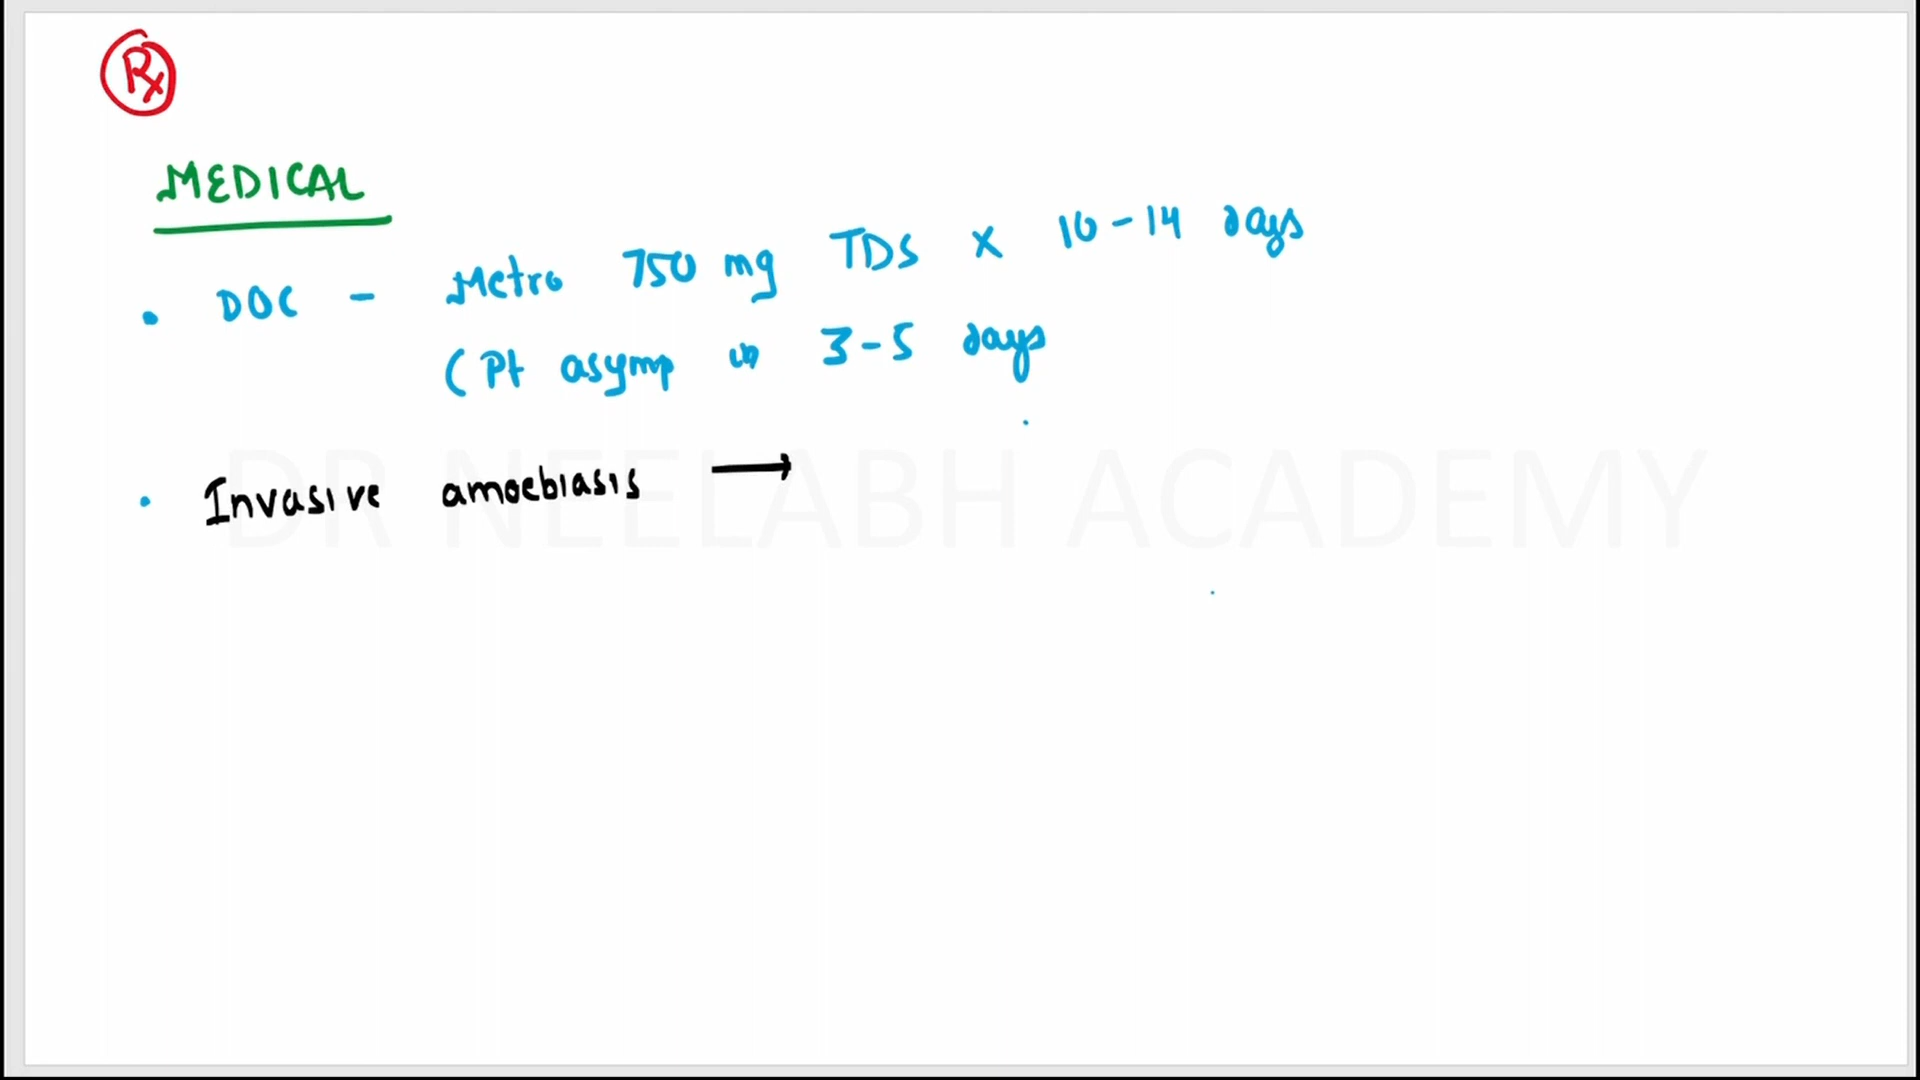 Rx
MEDICAL
• DOC - Metro 750 mg TDS x 10-14 days
(Pt asymp in 3-5 days
• Invasive amoebiasis →
DR NEELABH ACADEMY